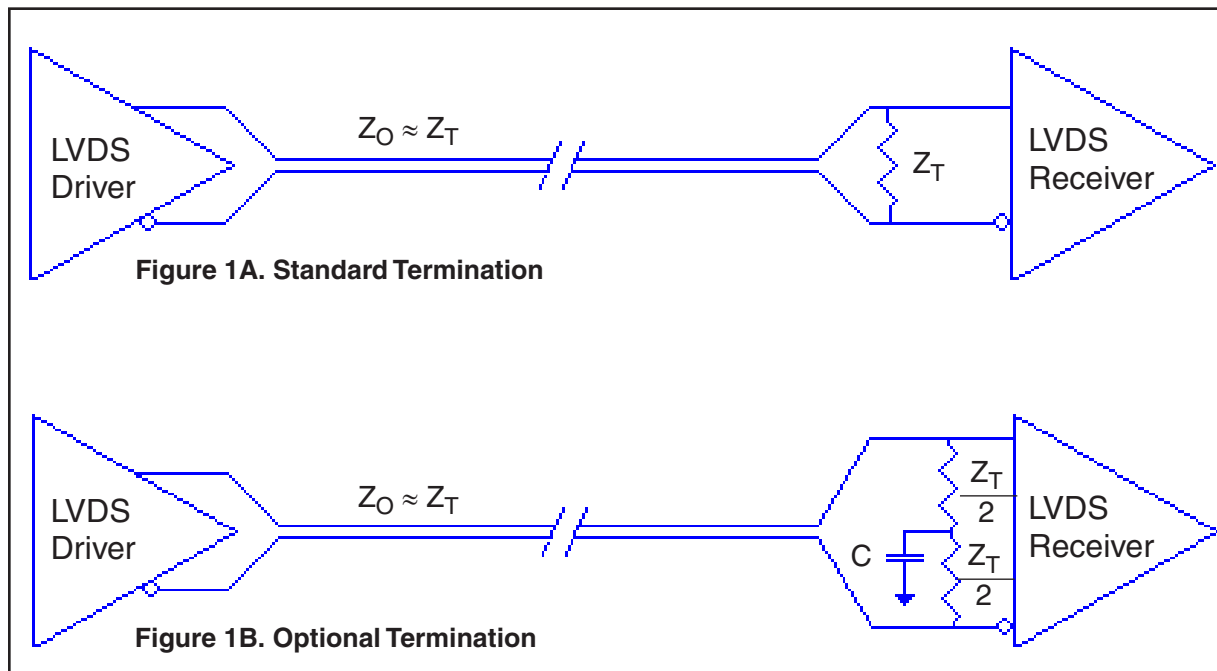 LVDS
Driver
Z_O ≈ Z_T
Z_T
LVDS
Receiver
Figure 1A. Standard Termination
LVDS
Driver
Z_O ≈ Z_T
C
Z_T
2
Z_T
2
LVDS
Receiver
Figure 1B. Optional Termination